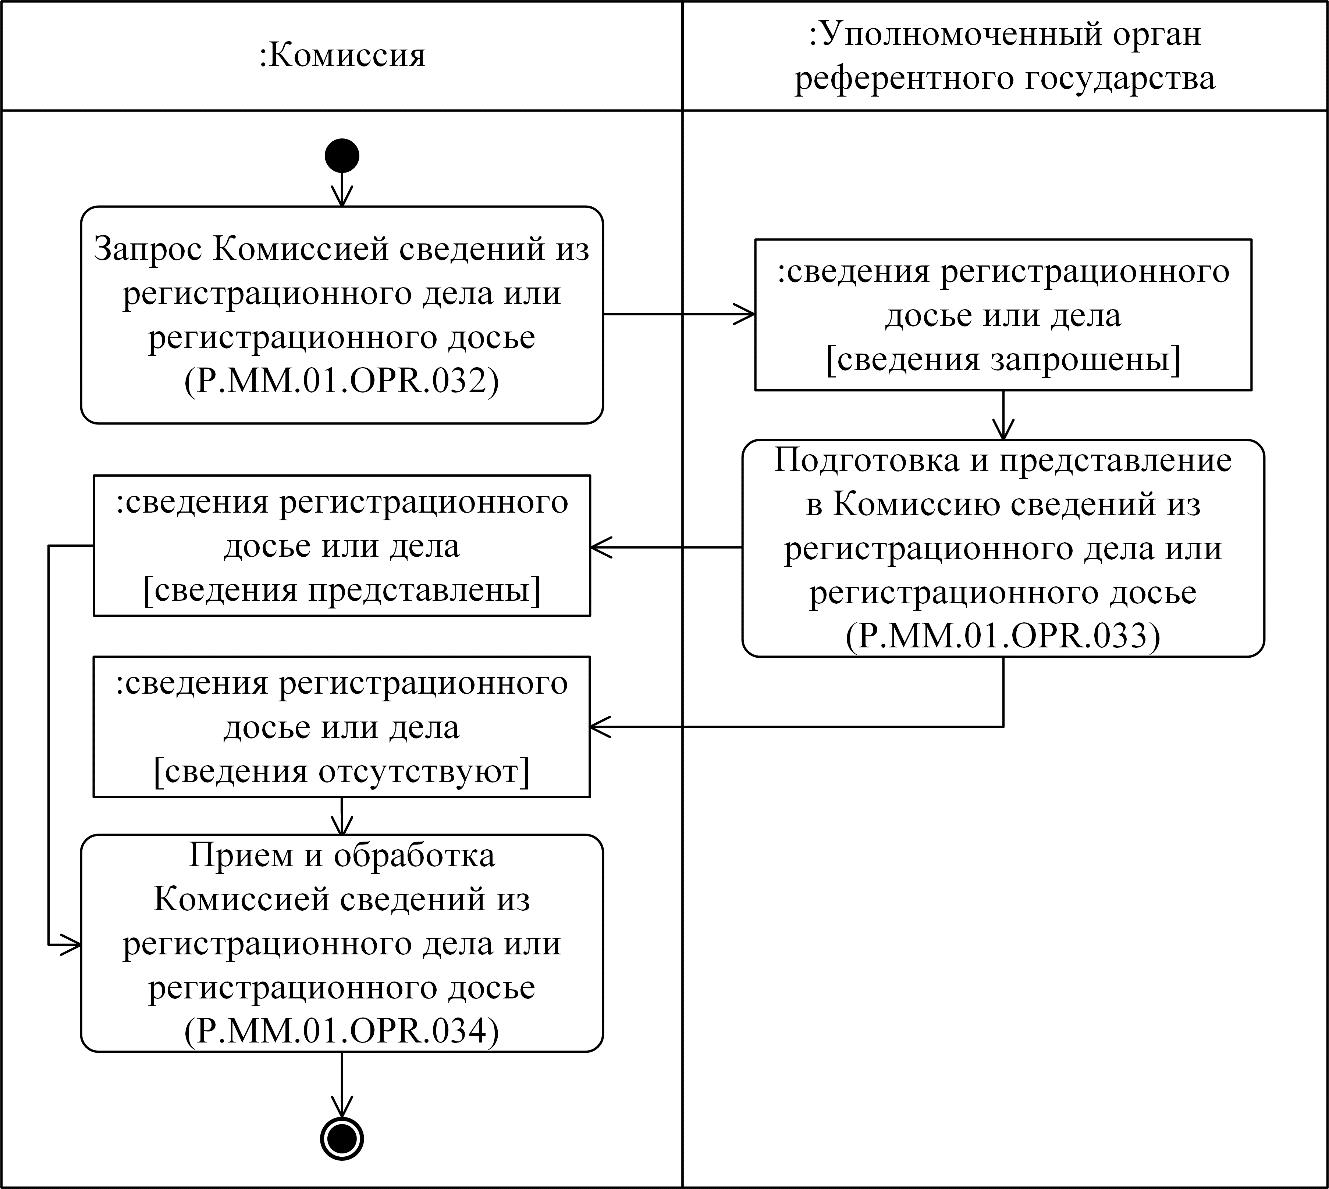 :Комиссия
:Уполномоченный орган
референтного государства
Запрос Комиссией сведений из
регистрационного дела или
регистрационного досье
(P.MM.01.OPR.032)
:сведения регистрационного
досье или дела
[сведения запрошены]
Подготовка и представление
в Комиссию сведений из
регистрационного дела или
регистрационного досье
(P.MM.01.OPR.033)
:сведения регистрационного
досье или дела
[сведения представлены]
:сведения регистрационного
досье или дела
[сведения отсутствуют]
Прием и обработка
Комиссией сведений из
регистрационного дела или
регистрационного досье
(P.MM.01.OPR.034)